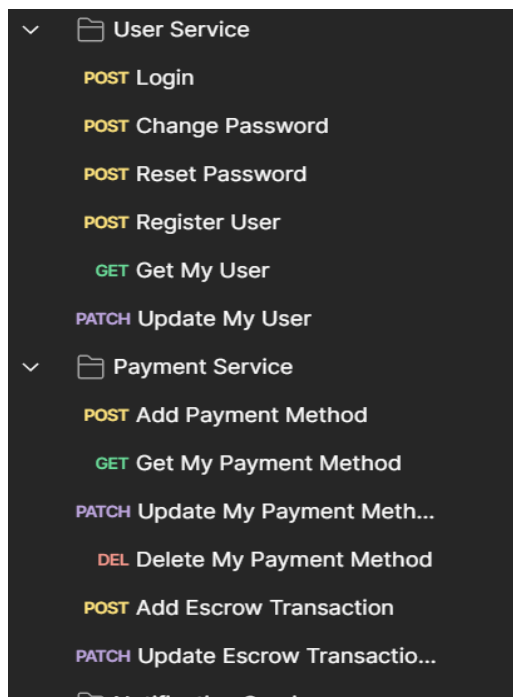 User Service
POST Login
POST Change Password
POST Reset Password
POST Register User
GET Get My User
PATCH Update My User
Payment Service
POST Add Payment Method
GET Get My Payment Method
PATCH Update My Payment Meth...
DEL Delete My Payment Method
POST Add Escrow Transaction
PATCH Update Escrow Transactio...